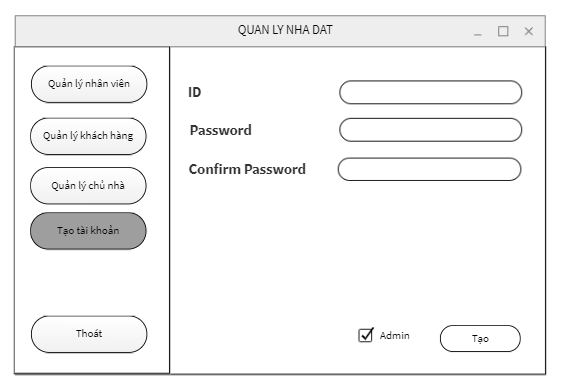 QUAN LY NHA DAT
Quản lý nhân viên
Quản lý khách hàng
Quản lý chủ nhà
Tạo tài khoản
Thoát
ID
Password
Confirm Password
Admin
Tạo